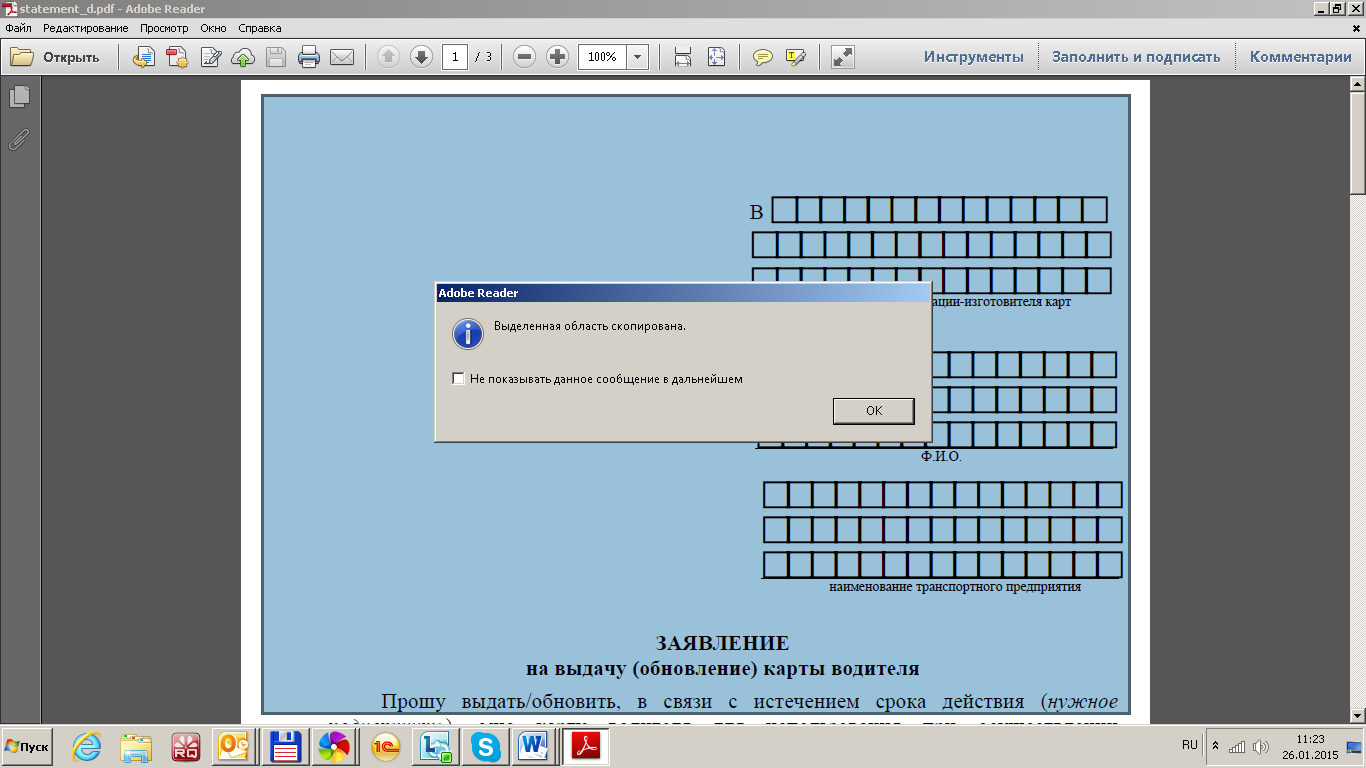 statement_d.pdf - Adobe Reader
Файл Редактирование Просмотр Окно Справка
Открыть 1 / 3 100% Инструменты Заполнить и подписать Комментарии
В
ации-изготовителя карт
Adobe Reader
Выделенная область скопирована.
Не показывать данное сообщение в дальнейшем
OK
Ф.И.О.
наименование транспортного предприятия
ЗАЯВЛЕНИЕ
на выдачу (обновление) карты водителя
Прошу выдать/обновить, в связи с истечением срока действия (нужное
Пуск RQ 1С RU 11:23
26.01.2015